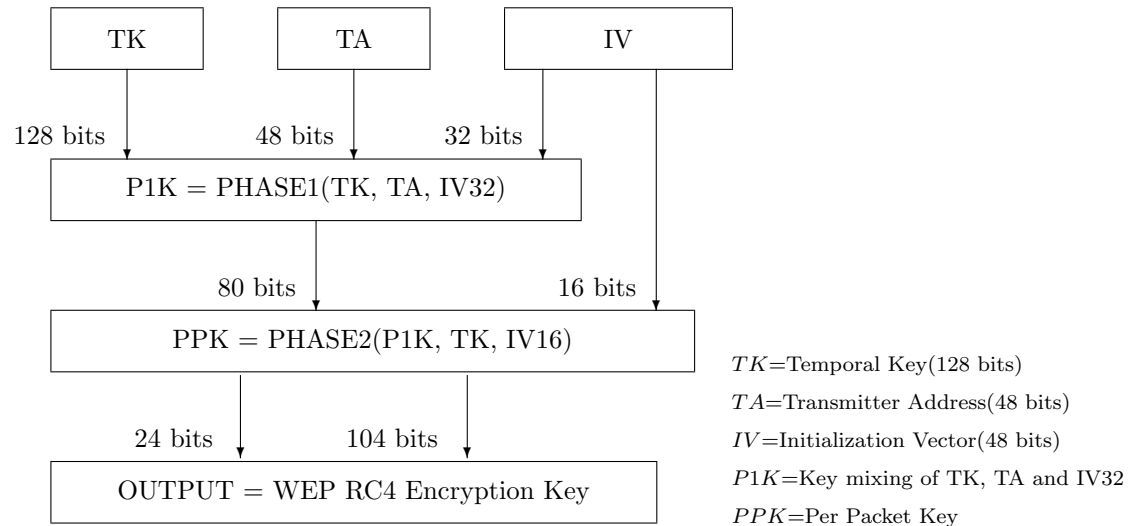 TK
TA
IV
128 bits
48 bits
32 bits
P1K = PHASE1(TK, TA, IV32)
80 bits
16 bits
PPK = PHASE2(P1K, TK, IV16)
24 bits
104 bits
OUTPUT = WEP RC4 Encryption Key
TK=Temporal Key(128 bits)
TA=Transmitter Address(48 bits)
IV=Initialization Vector(48 bits)
P1K=Key mixing of TK, TA and IV32
PPK=Per Packet Key